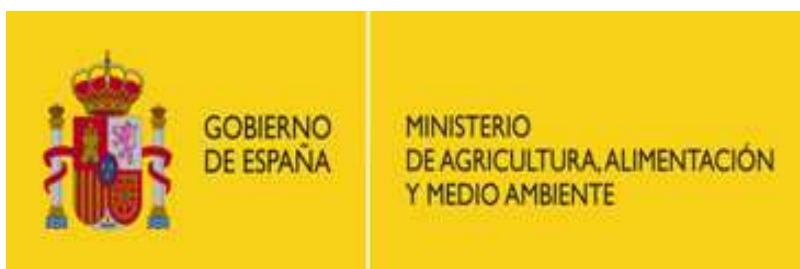 GOBIERNO
DE ESPAÑA
MINISTERIO
DE AGRICULTURA, ALIMENTACIÓN
Y MEDIO AMBIENTE